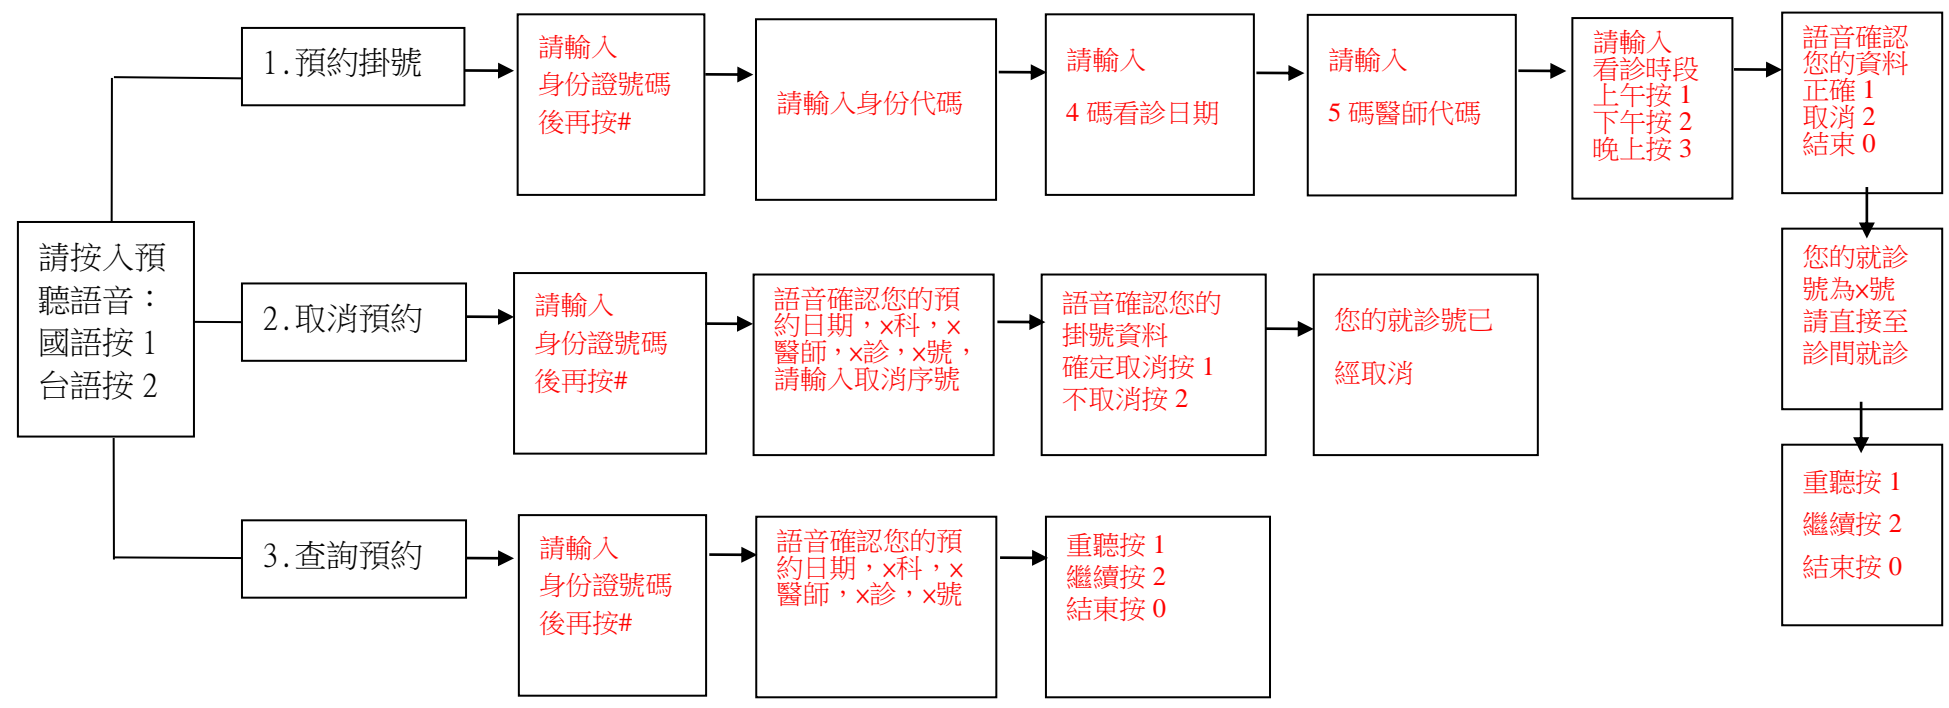 請按入預
聽語音：
國語按 1
台語按 2
1.預約掛號
請輸入
身份證號碼
後再按#
請輸入身份代碼
請輸入
4 碼看診日期
請輸入
5 碼醫師代碼
請輸入
看診時段
上午按 1
下午按 2
晚上按 3
語音確認
您的資料
正確 1
取消 2
結束 0
您的就診
號為x號
請直接至
診間就診
重聽按 1
繼續按 2
結束按 0
2.取消預約
請輸入
身份證號碼
後再按#
語音確認您的預
約日期，x科，x
醫師，x診，x號，
請輸入取消序號
語音確認您的
掛號資料
確定取消按 1
不取消按 2
您的就診號已
經取消
3.查詢預約
請輸入
身份證號碼
後再按#
語音確認您的預
約日期，x科，x
醫師，x診，x號
重聽按 1
繼續按 2
結束按 0